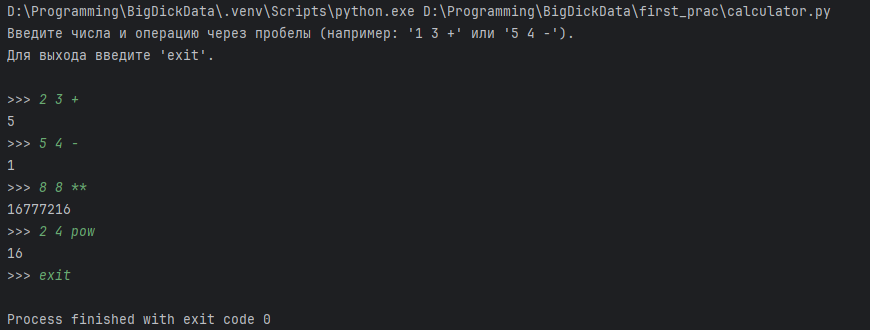 D:\Programming\BigDickData\.venv\Scripts\python.exe D:\Programming\BigDickData\first_prac\calculator.py
Введите числа и операцию через пробелы (например: '1 3 +' или '5 4 -').
Для выхода введите 'exit'.
>>> 2 3 +
5
>>> 5 4 -
1
>>> 8 8 **
16777216
>>> 2 4 pow
16
>>> exit
Process finished with exit code 0